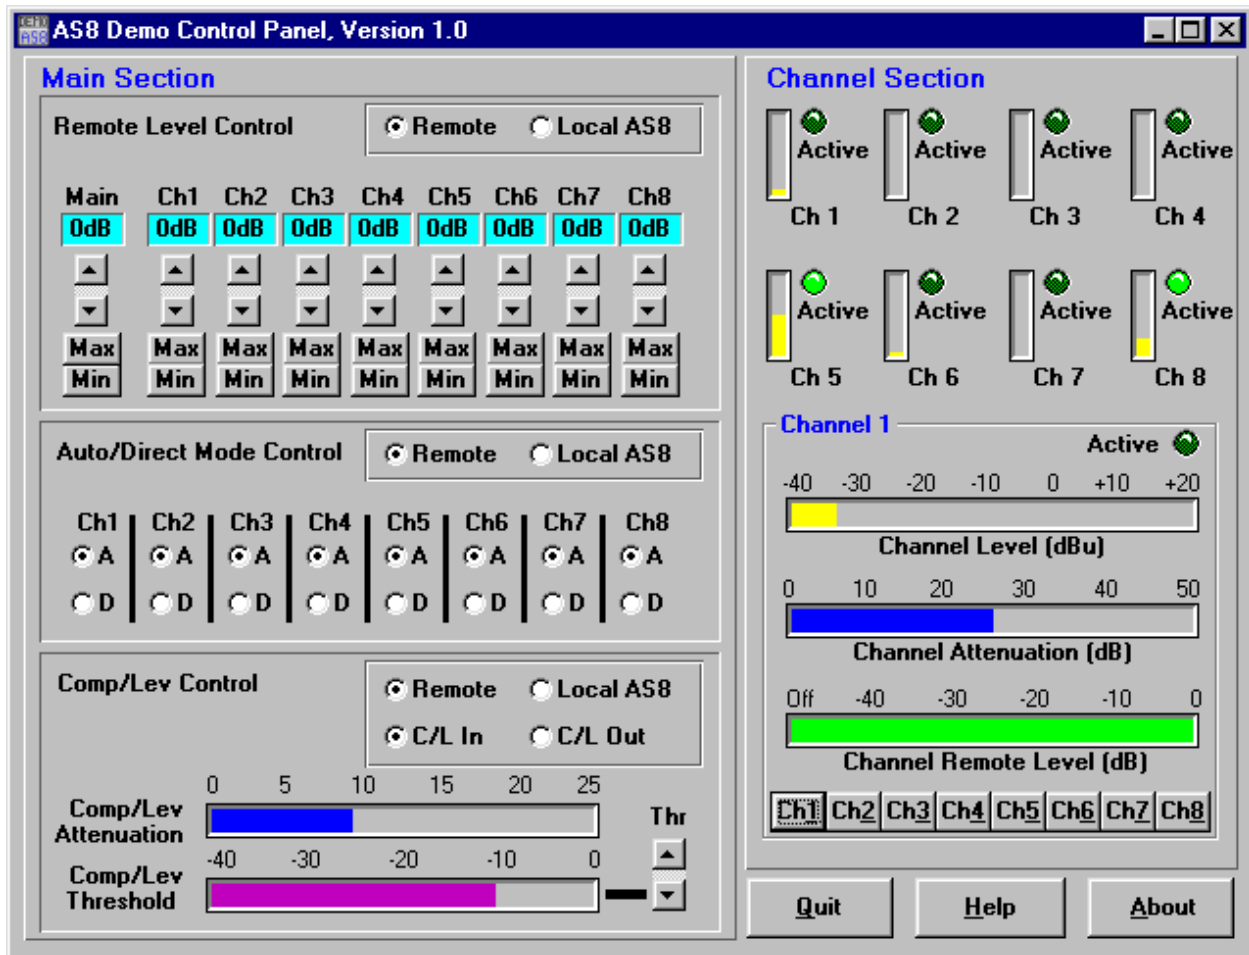 AS8 Demo Control Panel, Version 1.0
Main Section
Remote Level Control
Remote Local AS8
Main Ch1 Ch2 Ch3 Ch4 Ch5 Ch6 Ch7 Ch8
0dB 0dB 0dB 0dB 0dB 0dB 0dB 0dB 0dB
Max Max Max Max Max Max Max Max Max
Min Min Min Min Min Min Min Min Min
Auto/Direct Mode Control
Remote Local AS8
Ch1 Ch2 Ch3 Ch4 Ch5 Ch6 Ch7 Ch8
A A A A A A A A
D D D D D D D D
Comp/Lev Control
Remote Local AS8
C/L In C/L Out
0 5 10 15 20 25
Comp/Lev
Attenuation
Thr
-40 -30 -20 -10 0
Comp/Lev
Threshold
Channel Section
Active Active Active Active
Ch 1 Ch 2 Ch 3 Ch 4
Active Active Active Active
Ch 5 Ch 6 Ch 7 Ch 8
Channel 1
Active
-40 -30 -20 -10 0 +10 +20
Channel Level (dBu)
0 10 20 30 40 50
Channel Attenuation (dB)
Off -40 -30 -20 -10 0
Channel Remote Level (dB)
Ch1 Ch2 Ch3 Ch4 Ch5 Ch6 Ch7 Ch8
Quit Help About